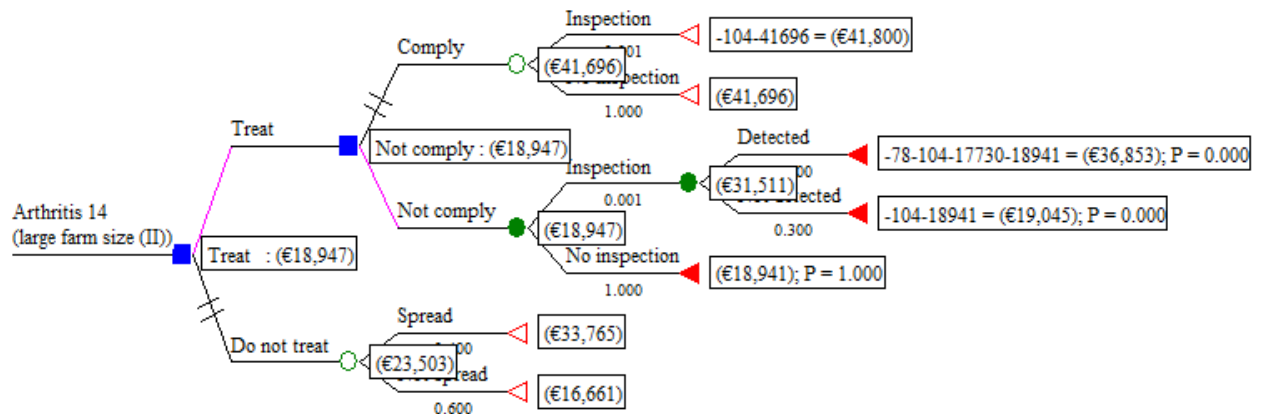 Inspection
-104-41696 = (€41,800)
Comply
(€41,696)
1.000
(€41,696)
Treat
Not comply : (€18,947)
Detected
-78-104-17730-18941 = (€36,853); P = 0.000
Inspection
0.001
(€31,511)
-104-18941 = (€19,045); P = 0.000
0.300
Not comply
(€18,947)
No inspection
(€18,941); P = 1.000
1.000
Arthritis 14
(large farm size (II))
Treat : (€18,947)
Spread
(€33,765)
Do not treat
(€23,503)
(€16,661)
0.600